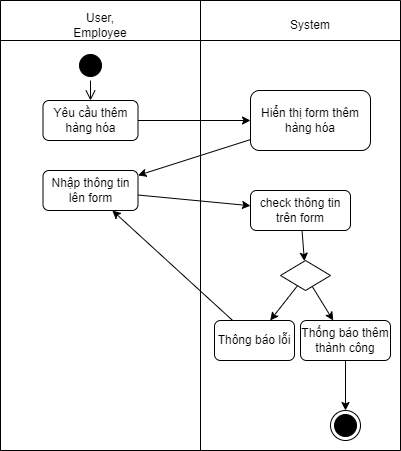 User,
Employee
System
Yêu cầu thêm
hàng hóa
Hiển thị form thêm
hàng hóa
Nhập thông tin
lên form
check thông tin
trên form
Thông báo lỗi
Thống báo thêm
thành công